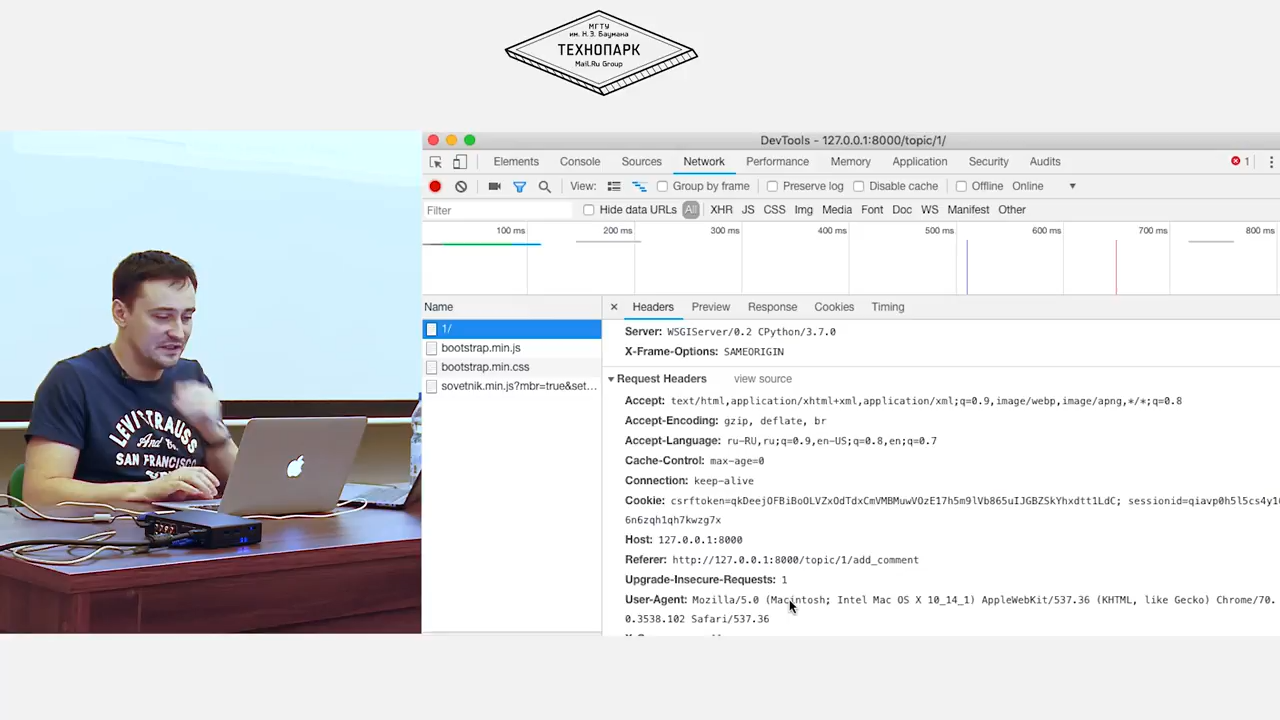 МГТУ
им. Н.Э. Баумана
ТЕХНОПАРК
Mail.Ru Group
LEVI STRAUSS
And Co.
SAN FRANCISCO
DevTools - 127.0.0.1:8000/topic/1/
Elements Console Sources Network Performance Memory Application Security Audits 1
View: Group by frame Preserve log Disable cache Offline Online
Filter Hide data URLs All XHR JS CSS Img Media Font Doc WS Manifest Other
100 ms 200 ms 300 ms 400 ms 500 ms 600 ms 700 ms 800 ms
Name
1/
bootstrap.min.js
bootstrap.min.css
sovetnik.min.js?mbr=true&set...
× Headers Preview Response Cookies Timing
Server: WSGIServer/0.2 CPython/3.7.0
X-Frame-Options: SAMEORIGIN
Request Headers view source
Accept: text/html,application/xhtml+xml,application/xml;q=0.9,image/webp,image/apng,*/*;q=0.8
Accept-Encoding: gzip, deflate, br
Accept-Language: ru-RU,ru;q=0.9,en-US;q=0.8,en;q=0.7
Cache-Control: max-age=0
Connection: keep-alive
Cookie: csrftoken=qkDeejOFBiBoOLVZxOdTdxCmVMBMuwVOzE17h5m9lVb865uIJGBZSkYhxdtt1LdC; sessionid=qiavp0h5l5cs4y1
6n6zqh1qh7kwzg7x
Host: 127.0.0.1:8000
Referer: http://127.0.0.1:8000/topic/1/add_comment
Upgrade-Insecure-Requests: 1
User-Agent: Mozilla/5.0 (Macintosh; Intel Mac OS X 10_14_1) AppleWebKit/537.36 (KHTML, like Gecko) Chrome/70.
0.3538.102 Safari/537.36